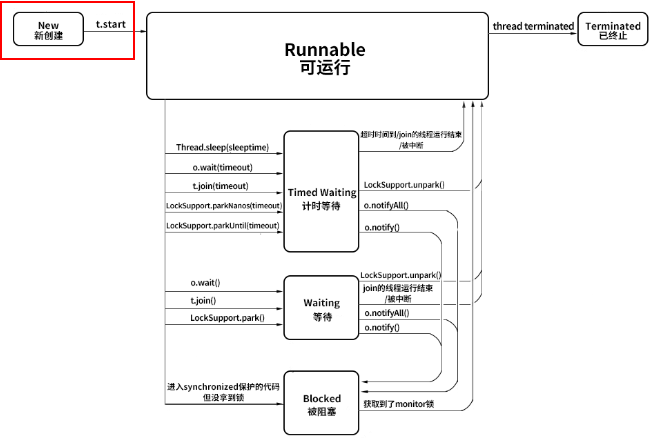 New
新创建
t.start
Runnable
可运行
thread terminated
Terminated
已终止
Thread.sleep(sleeptime)
o.wait(timeout)
t.join(timeout)
LockSupport.parkNanos(timeout)
LockSupport.parkUntil(timeout)
Timed Waiting
计时等待
超时时间到/join的线程运行结束
/被中断
LockSupport.unpark()
o.notifyAll()
o.notify()
o.wait()
t.join()
LockSupport.park()
Waiting
等待
LockSupport.unpark()
join的线程运行结束
/被中断
o.notifyAll()
o.notify()
进入synchronized保护的代码
但没拿到锁
Blocked
被阻塞
获取到了monitor锁